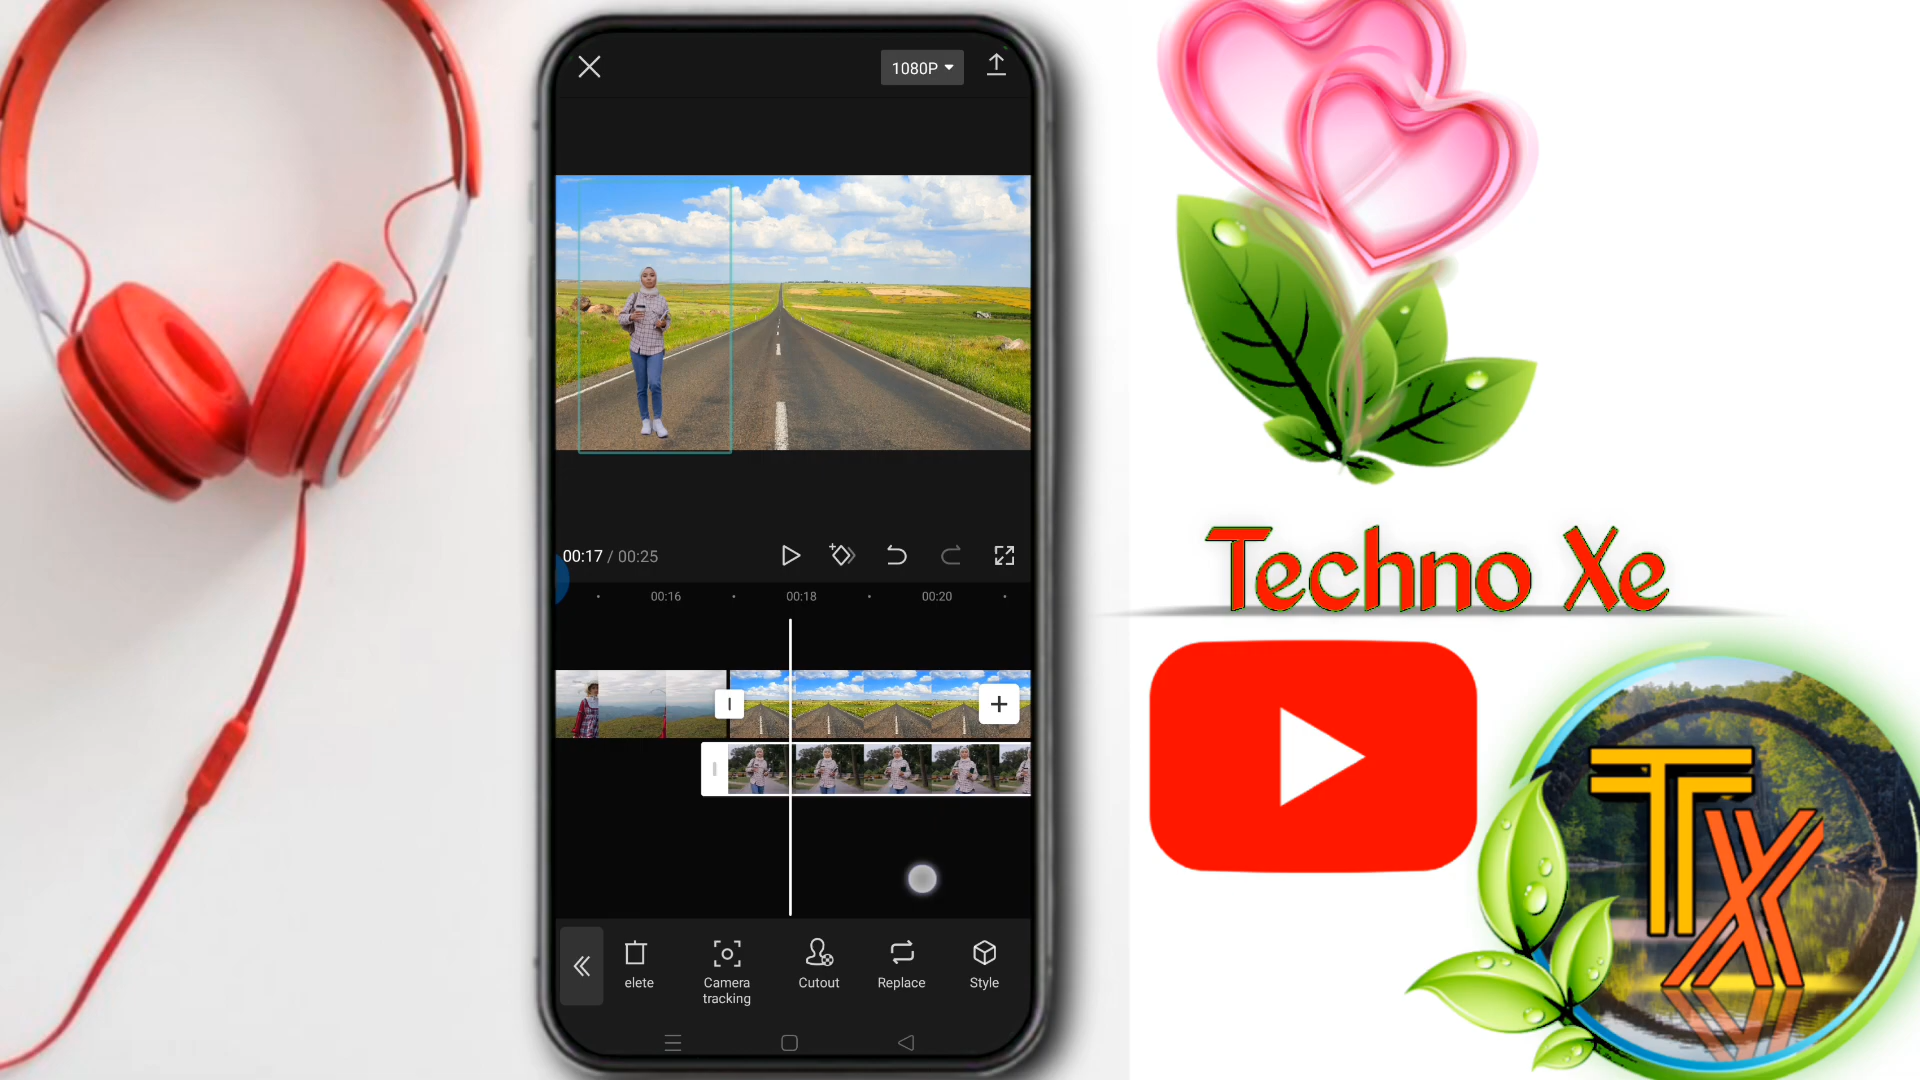 1080P
00:17 / 00:25
00:16
00:18
00:20
elete
Camera
tracking
Cutout
Replace
Style
Techno Xe
TX